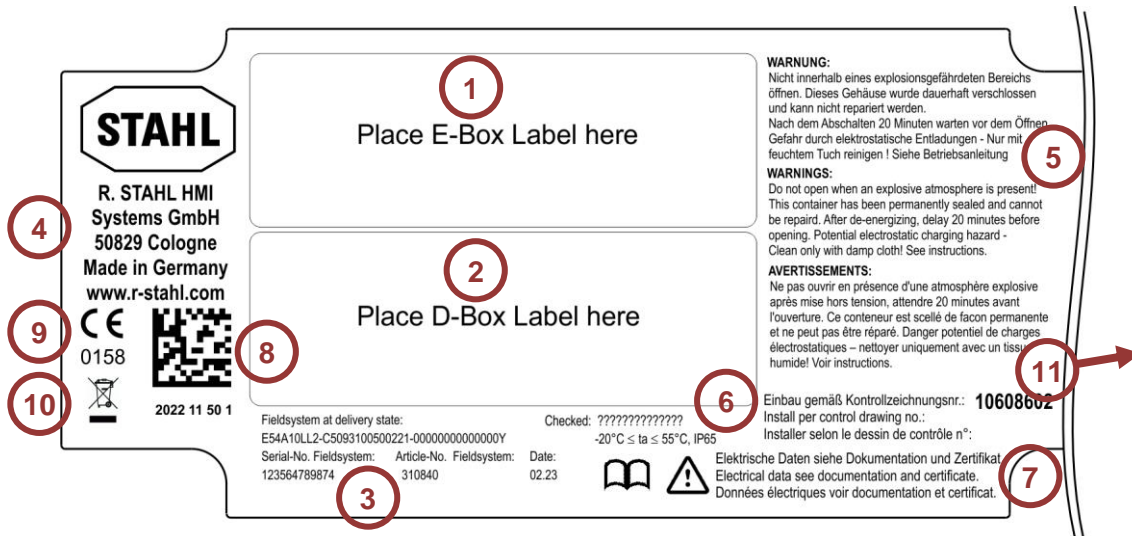 STAHL
R. STAHL HMI
Systems GmbH
50829 Cologne
Made in Germany
www.r-stahl.com
CE
0158
2022 11 50 1
4
9
10
8
1
Place E-Box Label here
2
Place D-Box Label here
WARNUNG:
Nicht innerhalb eines explosionsgefährdeten Bereichs
öffnen. Dieses Gehäuse wurde dauerhaft verschlossen
und kann nicht repariert werden.
Nach dem Abschalten 20 Minuten warten vor dem Öffnen
Gefahr durch elektrostatische Entladungen - Nur mit
feuchtem Tuch reinigen ! Siehe Betriebsanleitung
5
WARNINGS:
Do not open when an explosive atmosphere is present!
This container has been permanently sealed and cannot
be repaird. After de-energizing, delay 20 minutes before
opening. Potential electrostatic charging hazard -
Clean only with damp cloth! See instructions.
AVERTISSEMENTS:
Ne pas ouvrir en présence d'une atmosphère explosive
après mise hors tension, attendre 20 minutes avant
l'ouverture. Ce conteneur est scellé de facon permanente
et ne peut pas être réparé. Danger potentiel de charges
électrostatiques – nettoyer uniquement avec un tissu
humide! Voir instructions.
11
6
Einbau gemäß Kontrollzeichnungsnr.: 10608602
Install per control drawing no.:
Installer selon le dessin de contrôle n°:
Fieldsystem at delivery state: Checked: ??????????????
E54A10LL2-C5093100500221-00000000000000Y -20°C ≤ ta ≤ 55°C, IP65
Serial-No. Fieldsystem: Article-No. Fieldsystem: Date:
123564789874 310840 02.23
3
Elektrische Daten siehe Dokumentation und Zertifikat.
Electrical data see documentation and certificate.
Données électriques voir documentation et certificat.
7